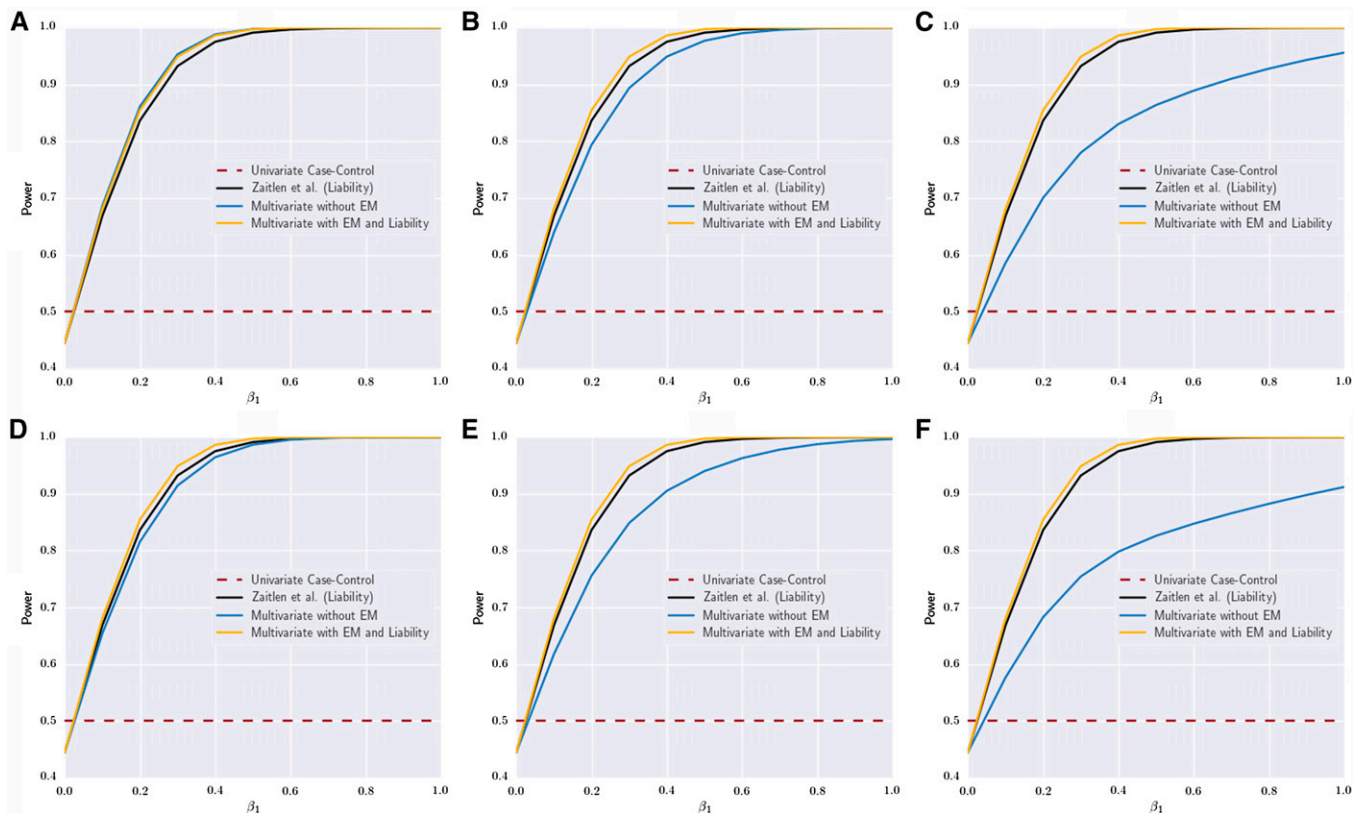 A
1.0
0.9
0.8
0.7
0.6
0.5
0.4
Power
Univariate Case-Control
Zaitlen et al. (Liability)
Multivariate without EM
Multivariate with EM and Liability
0.0 0.2 0.4 0.6 0.8 1.0
β1
B
1.0
0.9
0.8
0.7
0.6
0.5
0.4
Power
Univariate Case-Control
Zaitlen et al. (Liability)
Multivariate without EM
Multivariate with EM and Liability
0.0 0.2 0.4 0.6 0.8 1.0
β1
C
1.0
0.9
0.8
0.7
0.6
0.5
0.4
Power
Univariate Case-Control
Zaitlen et al. (Liability)
Multivariate without EM
Multivariate with EM and Liability
0.0 0.2 0.4 0.6 0.8 1.0
β1
D
1.0
0.9
0.8
0.7
0.6
0.5
0.4
Power
Univariate Case-Control
Zaitlen et al. (Liability)
Multivariate without EM
Multivariate with EM and Liability
0.0 0.2 0.4 0.6 0.8 1.0
β1
E
1.0
0.9
0.8
0.7
0.6
0.5
0.4
Power
Univariate Case-Control
Zaitlen et al. (Liability)
Multivariate without EM
Multivariate with EM and Liability
0.0 0.2 0.4 0.6 0.8 1.0
β1
F
1.0
0.9
0.8
0.7
0.6
0.5
0.4
Power
Univariate Case-Control
Zaitlen et al. (Liability)
Multivariate without EM
Multivariate with EM and Liability
0.0 0.2 0.4 0.6 0.8 1.0
β1